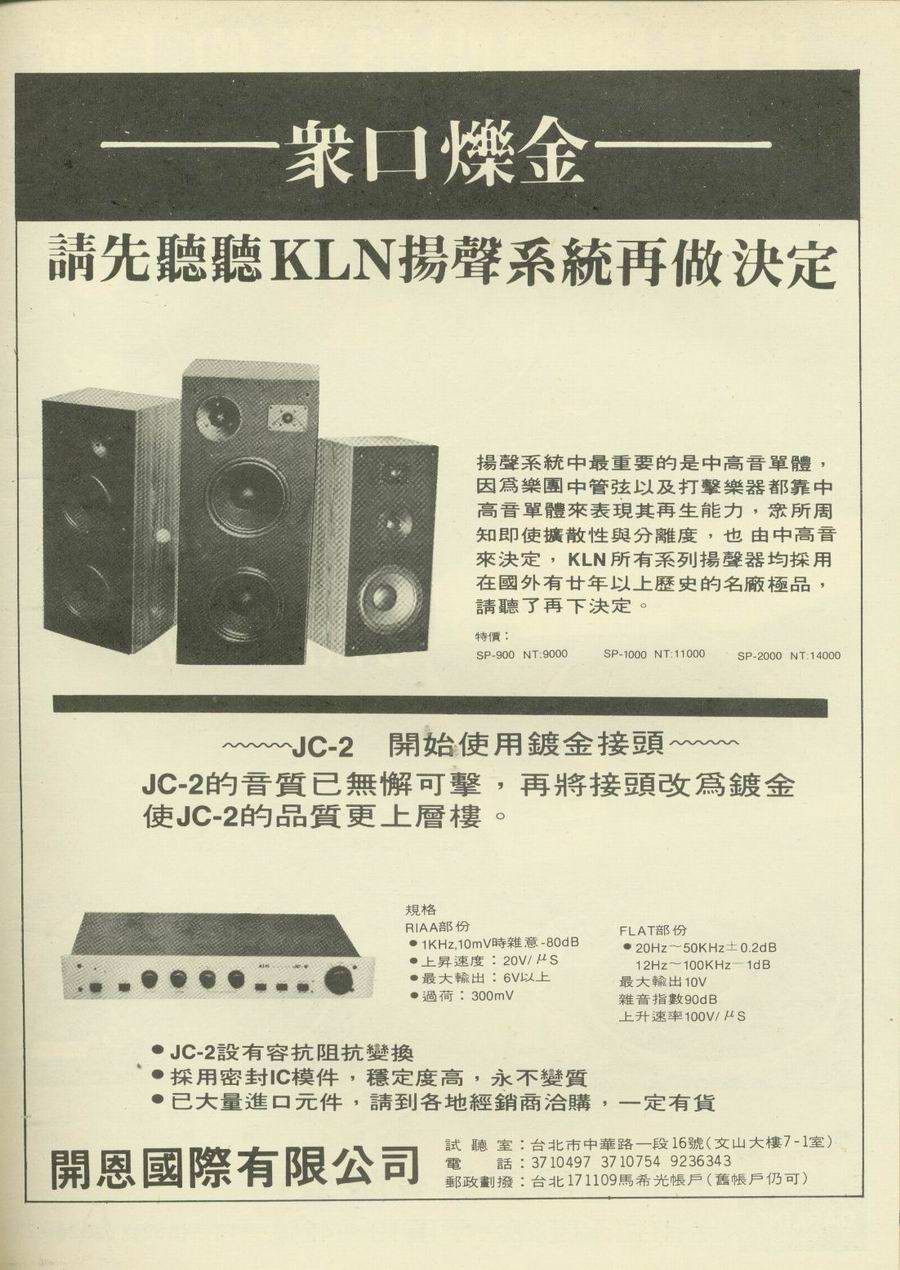 衆口爍金
請先聽聽KLN揚聲系統再做決定
揚聲系統中最重要的是中高音單體，
因爲樂團中管弦以及打擊樂器都靠中
高音單體來表現其再生能力，衆所周
知即使擴散性與分離度，也由中高音
來決定，KLN所有系列揚聲器均採用
在國外有廿年以上歷史的名廠極品，
請聽了再下決定。
特價：
SP-900 NT:9000 SP-1000 NT:11000 SP-2000 NT:14000
JC-2 開始使用鍍金接頭
JC-2的音質已無懈可擊，再將接頭改爲鍍金
使JC-2的品質更上層樓。
規格
RIAA部份
●1KHz,10mV時雜意-80dB
●上昇速度：20V/μS
●最大輸出：6V以上
●過荷：300mV
FLAT部份
●20Hz～50KHz±0.2dB
12Hz～100KHz－1dB
最大輸出10V
雜音指數90dB
上升速率100V/μS
●JC-2設有容抗阻抗變換
●採用密封IC模件，穩定度高，永不變質
●已大量進口元件，請到各地經銷商洽購，一定有貨
開恩國際有限公司
試聽室：台北市中華路一段16號(文山大樓7-1室)
電話：3710497 3710754 9236343
郵政劃撥：台北171109馬希光帳戶(舊帳戶仍可)